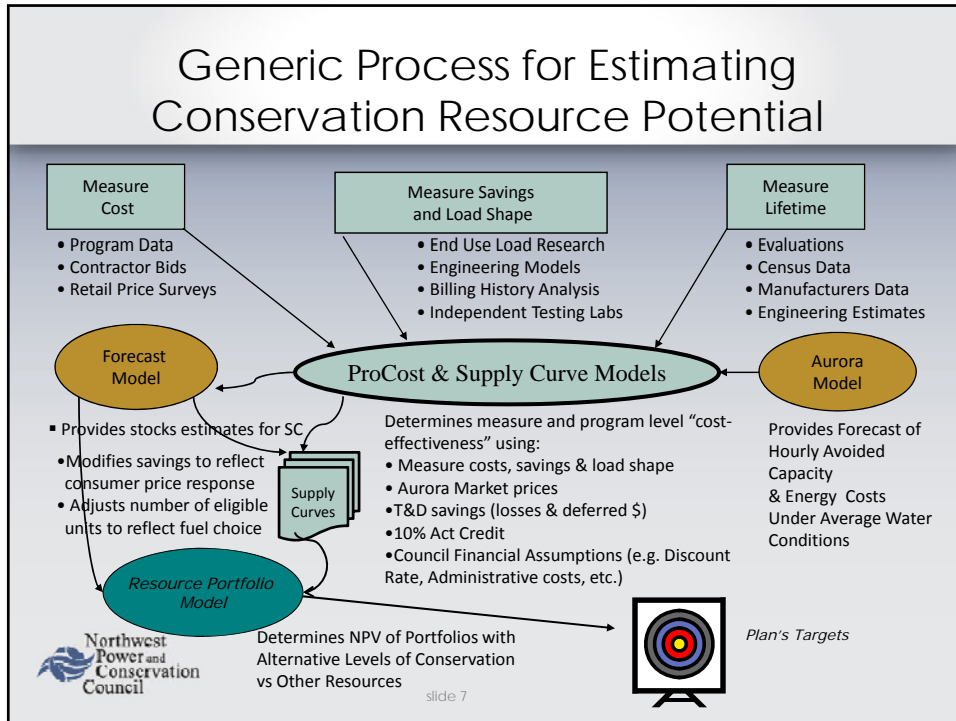 Generic Process for Estimating
Conservation Resource Potential
Measure
Cost
• Program Data
• Contractor Bids
• Retail Price Surveys
Measure Savings
and Load Shape
• End Use Load Research
• Engineering Models
• Billing History Analysis
• Independent Testing Labs
Measure
Lifetime
• Evaluations
• Census Data
• Manufacturers Data
• Engineering Estimates
Forecast
Model
ProCost & Supply Curve Models
Aurora
Model
▪ Provides stocks estimates for SC
•Modifies savings to reflect
consumer price response
• Adjusts number of eligible
units to reflect fuel choice
Supply
Curves
Determines measure and program level “cost-
effectiveness” using:
• Measure costs, savings & load shape
• Aurora Market prices
•T&D savings (losses & deferred $)
•10% Act Credit
•Council Financial Assumptions (e.g. Discount
Rate, Administrative costs, etc.)
Provides Forecast of
Hourly Avoided
Capacity
& Energy Costs
Under Average Water
Conditions
Resource Portfolio
Model
Determines NPV of Portfolios with
Alternative Levels of Conservation
vs Other Resources
Plan’s Targets
Northwest
Power and
Conservation
Council
slide 7